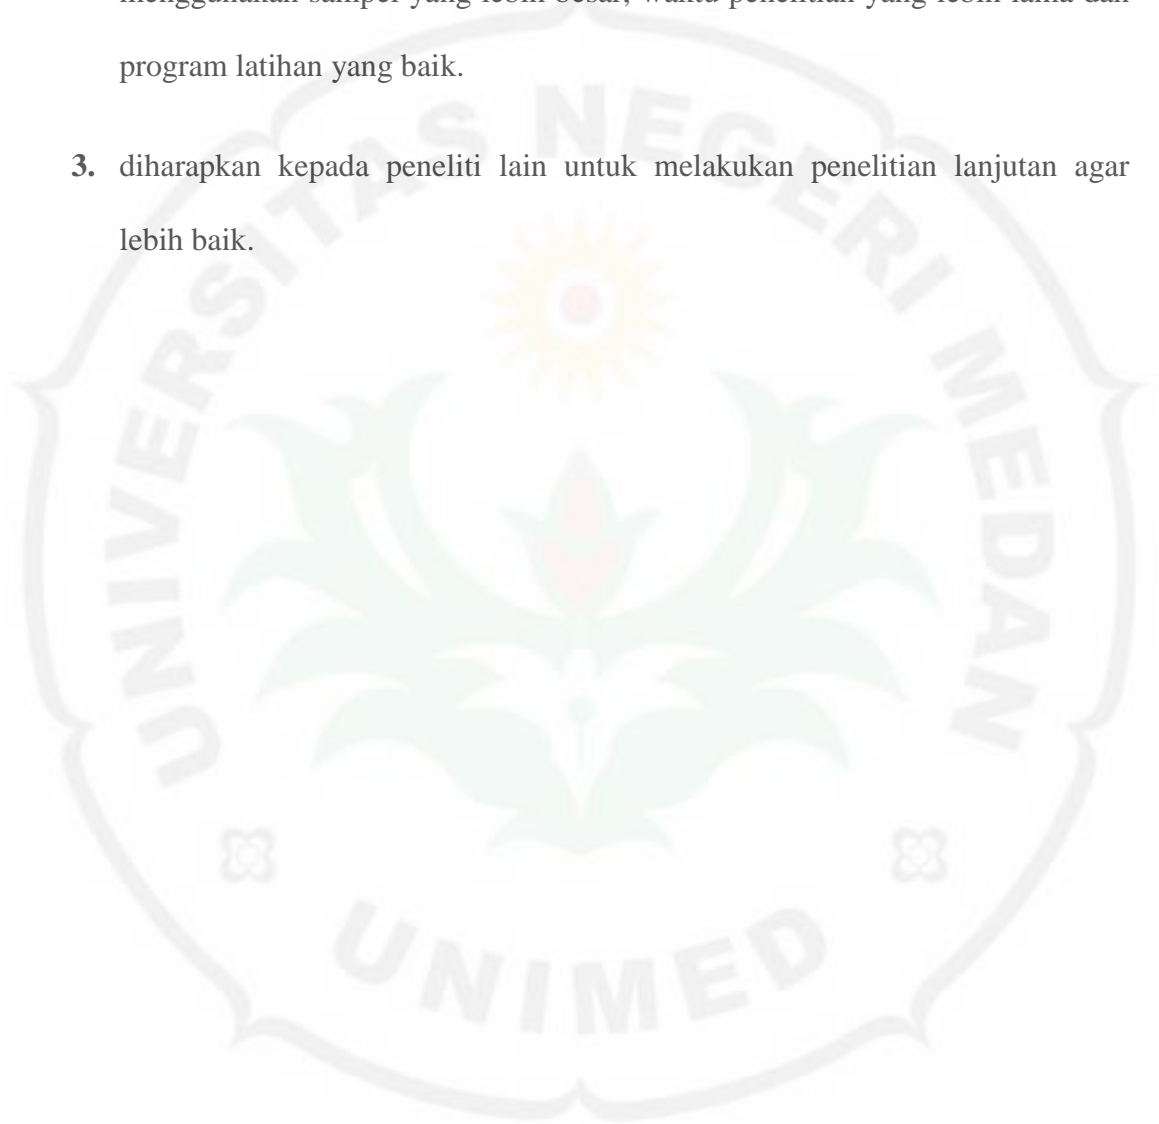 menggunakan sampel yang lebih besar, waktu penelitian yang lebih lama dan
program latihan yang baik.
3. diharapkan kepada peneliti lain untuk melakukan penelitian lanjutan agar
lebih baik.
UNIVERSITAS NEGERI MEDAN
UNIMED